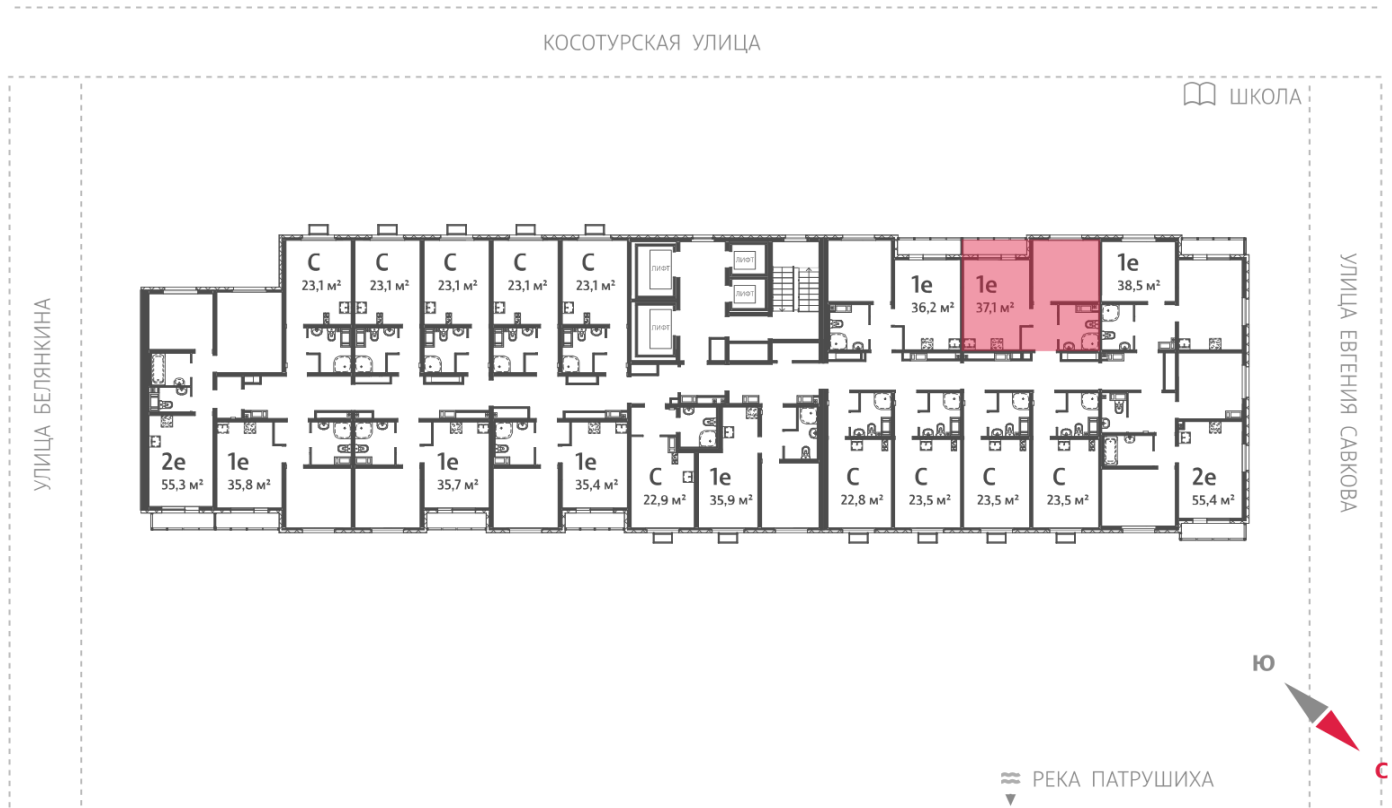 КОСОТУРСКАЯ УЛИЦА
ШКОЛА
УЛИЦА БЕЛЯНКИНА
УЛИЦА ЕВГЕНИЯ САВКОВА
С
23,1 м²
С
23,1 м²
С
23,1 м²
С
23,1 м²
С
23,1 м²
ЛИФТ
ЛИФТ
ЛИФТ
ЛИФТ
1е
36,2 м²
1е
37,1 м²
1е
38,5 м²
2е
55,3 м²
1е
35,8 м²
1е
35,7 м²
1е
35,4 м²
С
22,9 м²
1е
35,9 м²
С
22,8 м²
С
23,5 м²
С
23,5 м²
С
23,5 м²
2е
55,4 м²
Ю
С
РЕКА ПАТРУШИХА